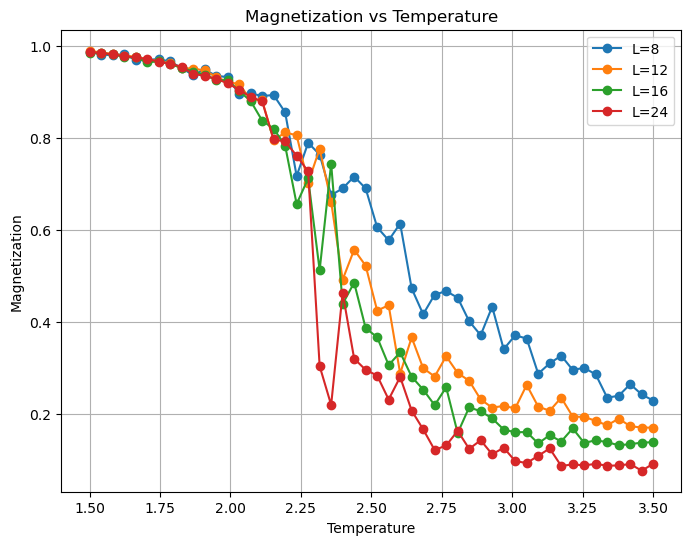 Magnetization vs Temperature
L=8
L=12
L=16
L=24
Magnetization
1.0
0.8
0.6
0.4
0.2
1.50 1.75 2.00 2.25 2.50 2.75 3.00 3.25 3.50
Temperature